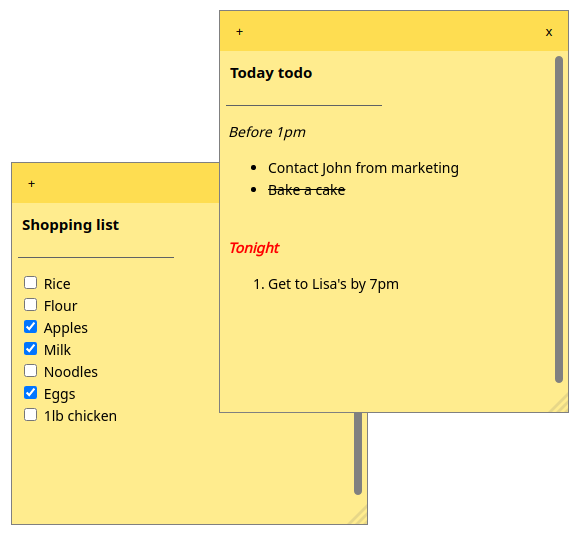 + x
Today todo
Before 1pm
• Contact John from marketing
• Bake a cake
Tonight
1. Get to Lisa's by 7pm
+
Shopping list
Rice
Flour
Apples
Milk
Noodles
Eggs
1lb chicken